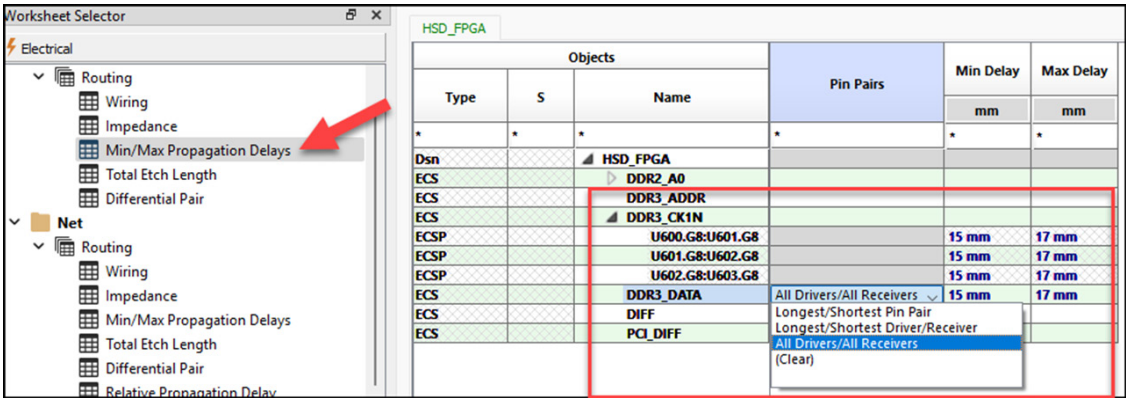 Worksheet Selector
Electrical
Routing
Wiring
Impedance
Min/Max Propagation Delays
Total Etch Length
Differential Pair
Net
Routing
Wiring
Impedance
Min/Max Propagation Delays
Total Etch Length
Differential Pair
Relative Propagation Delay
HSD_FPGA
Objects Pin Pairs Min Delay Max Delay
Type S Name mm mm
* * * * * *
Dsn HSD_FPGA
ECS DDR2_A0
ECS DDR3_ADDR
ECS DDR3_CK1N
ECSP U600.G8:U601.G8 15 mm 17 mm
ECSP U601.G8:U602.G8 15 mm 17 mm
ECSP U602.G8:U603.G8 15 mm 17 mm
ECS DDR3_DATA All Drivers/All Receivers 15 mm 17 mm
ECS DIFF Longest/Shortest Pin Pair
Longest/Shortest Driver/Receiver
ECS PCI_DIFF All Drivers/All Receivers
(Clear)